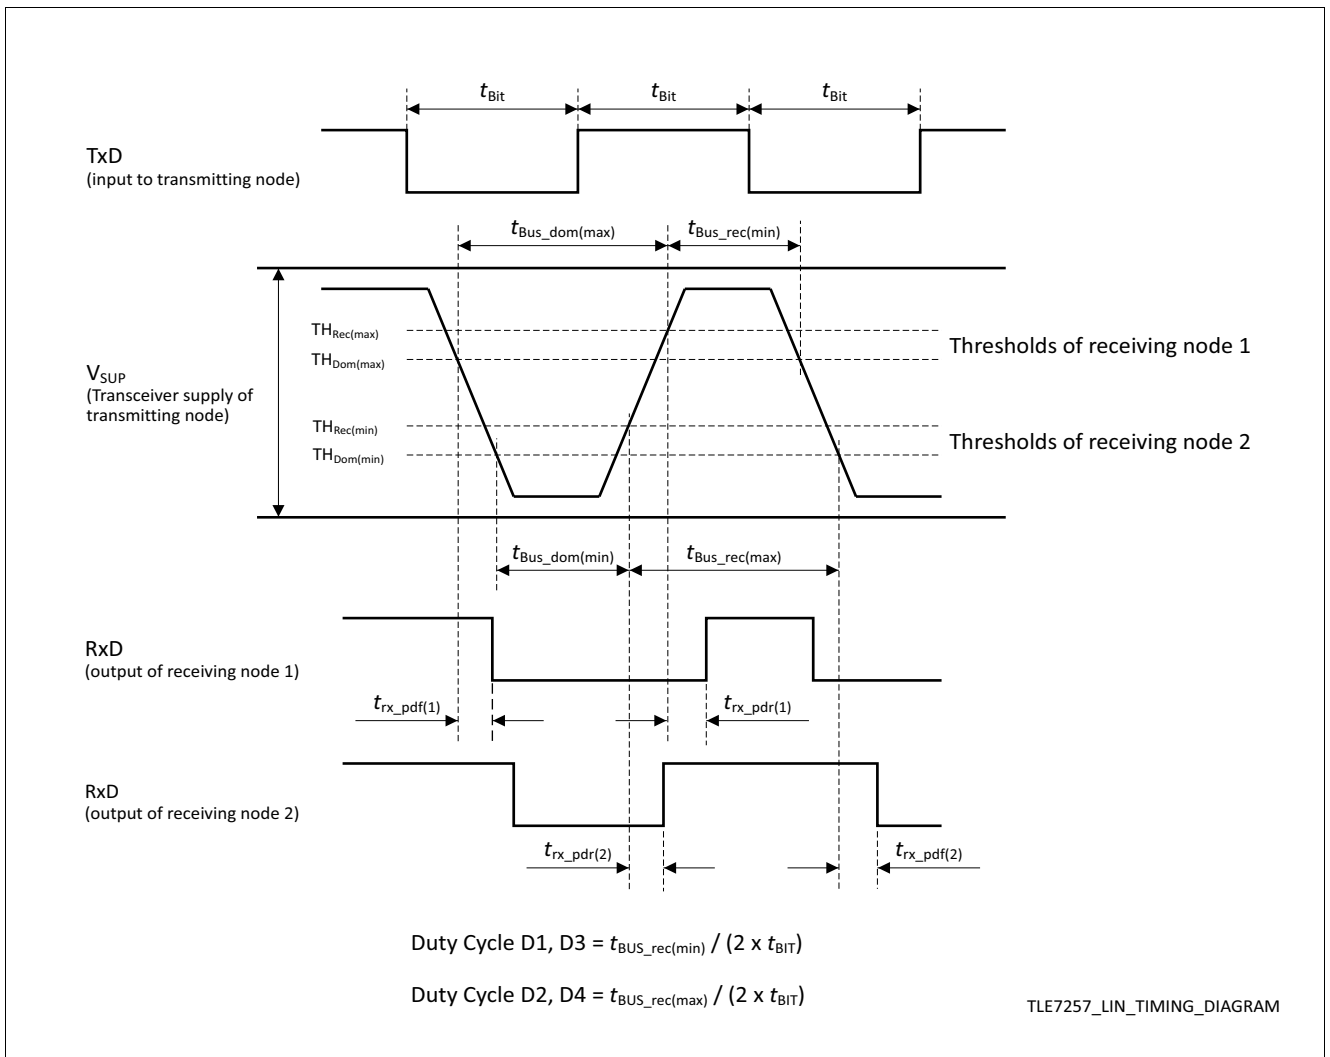 tBit tBit tBit
TxD
(input to transmitting node)
tBus_dom(max) tBus_rec(min)
THRec(max)
THDom(max)
Thresholds of receiving node 1
VSUP
(Transceiver supply of
transmitting node)
THRec(min)
THDom(min)
Thresholds of receiving node 2
tBus_dom(min) tBus_rec(max)
RxD
(output of receiving node 1)
trx_pdf(1) trx_pdr(1)
RxD
(output of receiving node 2)
trx_pdr(2) trx_pdf(2)
Duty Cycle D1, D3 = tBUS_rec(min) / (2 x tBIT)
Duty Cycle D2, D4 = tBUS_rec(max) / (2 x tBIT)
TLE7257_LIN_TIMING_DIAGRAM